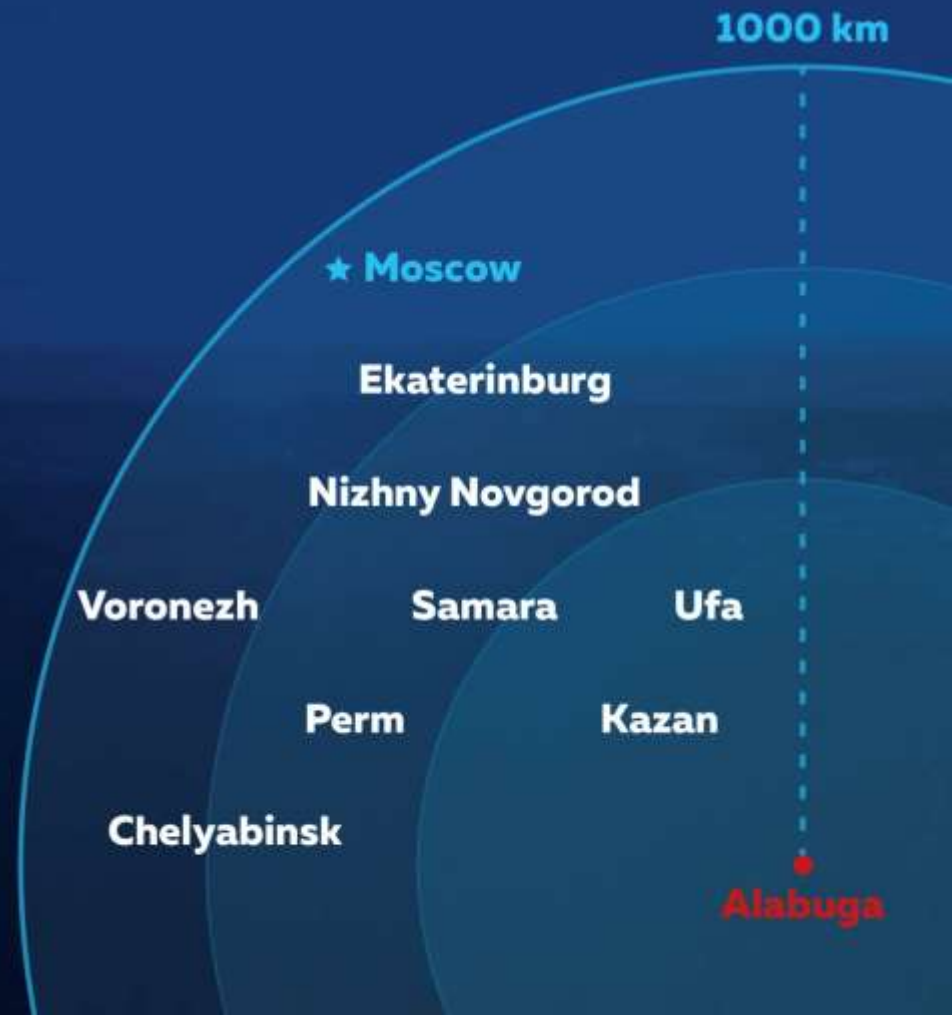 1000 km
Moscow
Ekaterinburg
Nizhny Novgorod
Voronezh Samara Ufa
Perm Kazan
Chelyabinsk
Alabuga